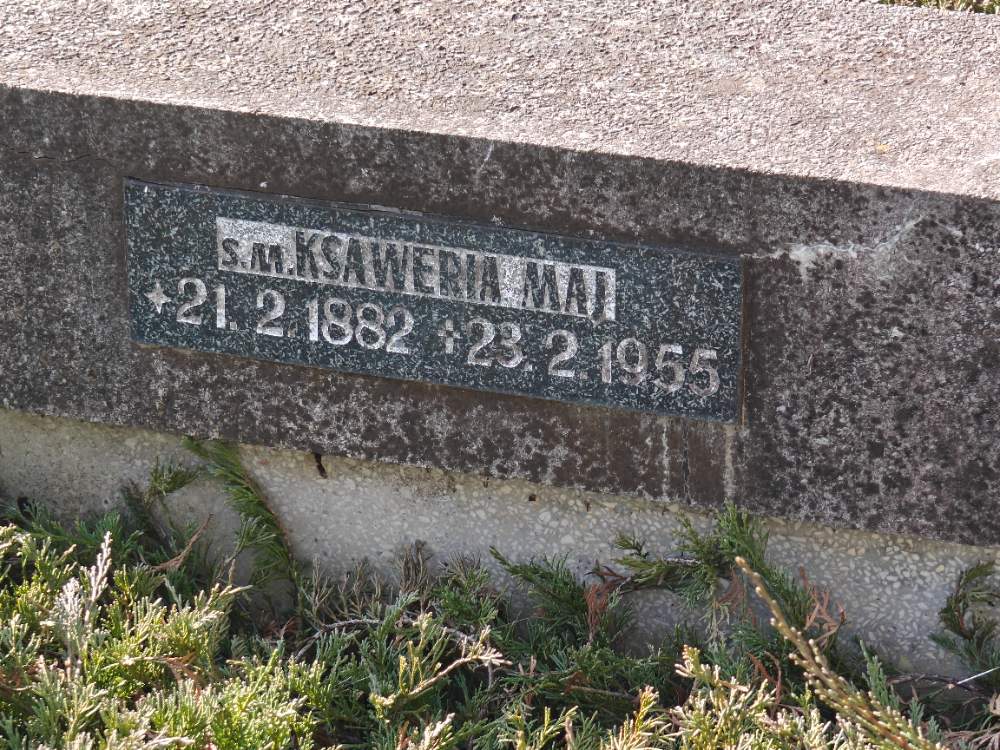 S.M. KSAWERIA MAJ
21. 2. 1882 †23. 2. 1955